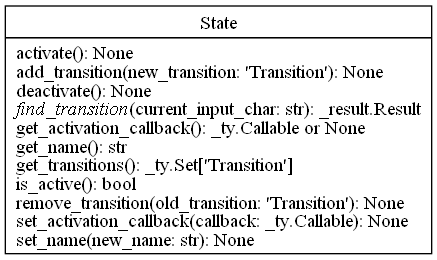 State
activate(): None
add_transition(new_transition: 'Transition'): None
deactivate(): None
find_transition(current_input_char: str): _result.Result
get_activation_callback(): _ty.Callable or None
get_name(): str
get_transitions(): _ty.Set['Transition']
is_active(): bool
remove_transition(old_transition: 'Transition'): None
set_activation_callback(callback: _ty.Callable): None
set_name(new_name: str): None